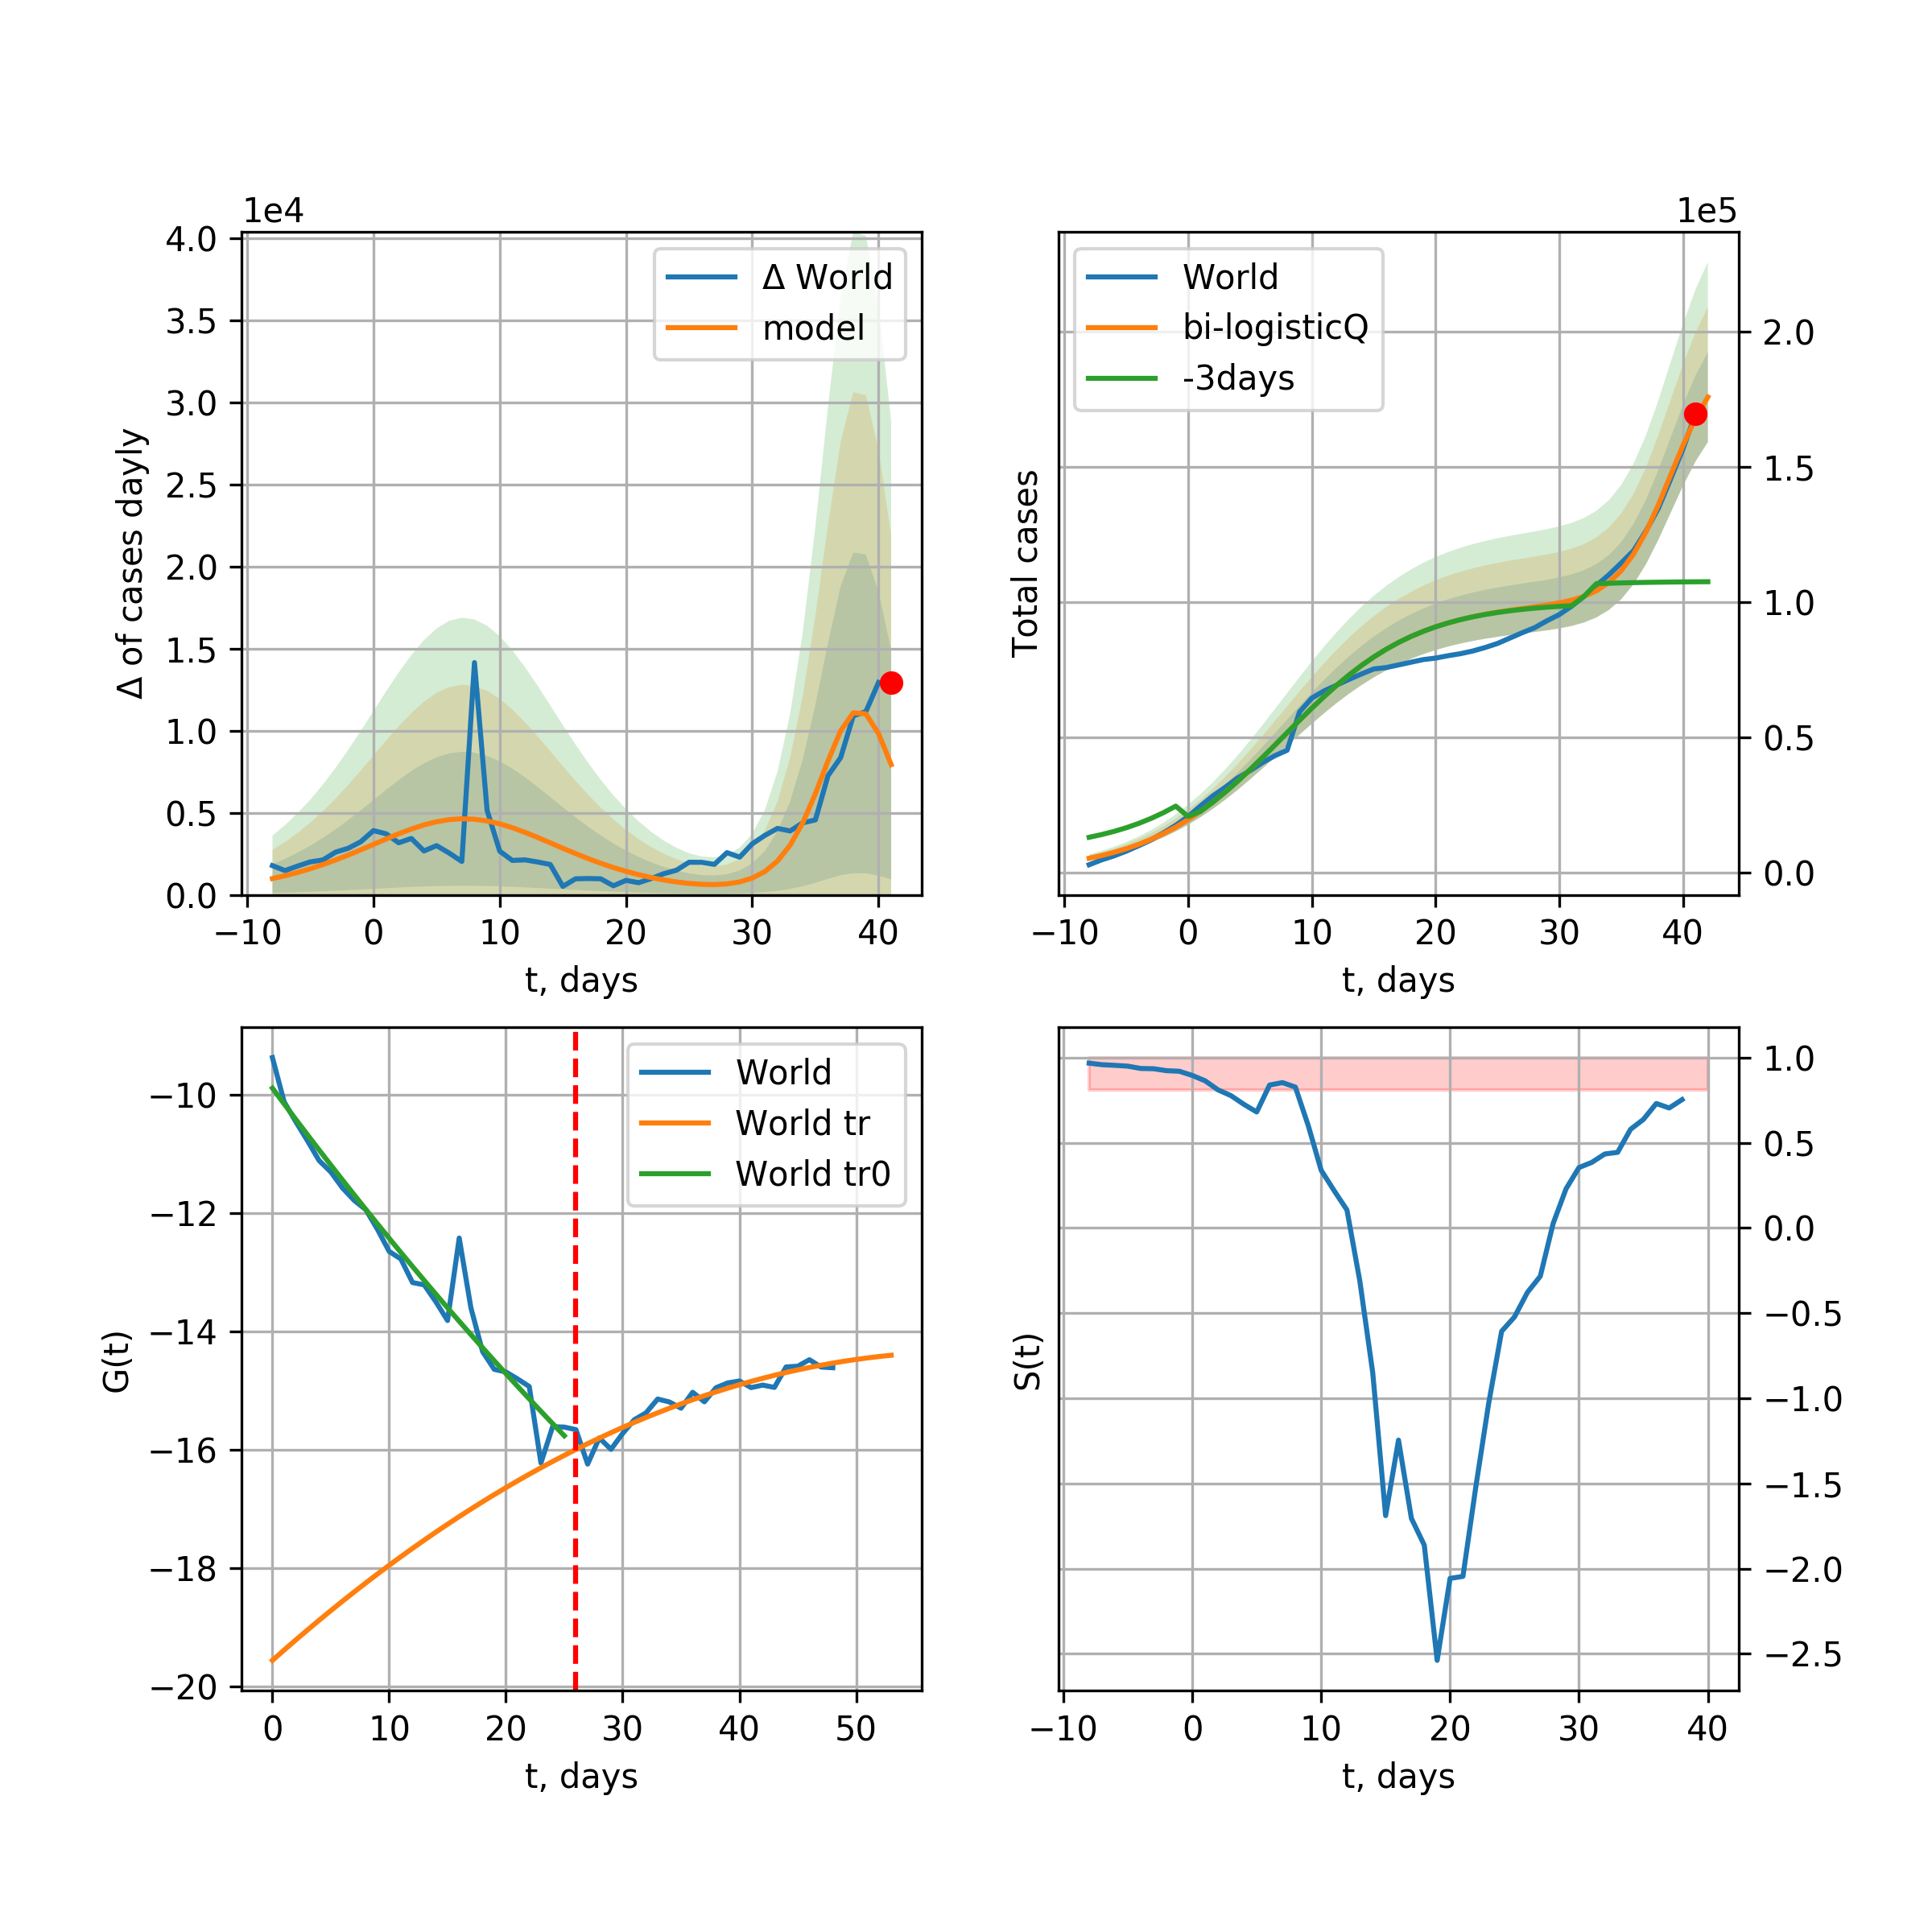 1e4
4.0
3.5
3.0
2.5
2.0
1.5
1.0
0.5
0.0
Δ of cases dayly
Δ World
model
−10 0 10 20 30 40
t, days
1e5
Total cases
World
bi-logisticQ
-3days
2.0
1.5
1.0
0.5
0.0
−10 0 10 20 30 40
t, days
−10
−12
−14
−16
−18
−20
G(t)
World
World tr
World tr0
0 10 20 30 40 50
t, days
S(t)
1.0
0.5
0.0
−0.5
−1.0
−1.5
−2.0
−2.5
−10 0 10 20 30 40
t, days